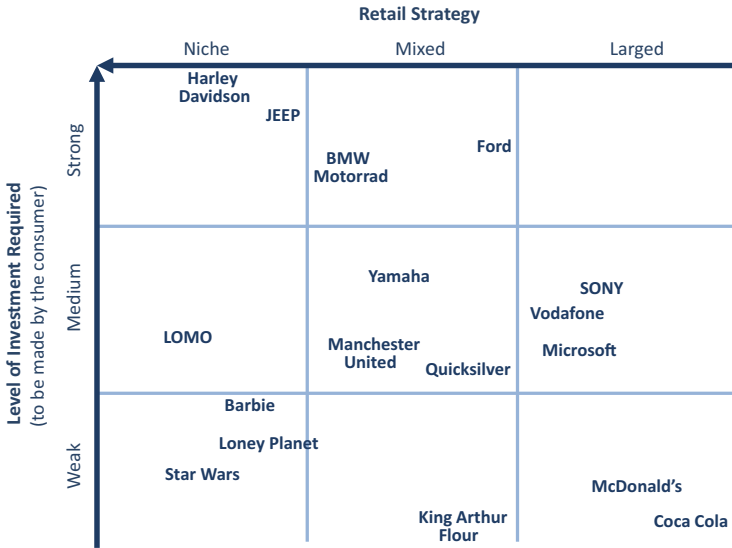 Retail Strategy
Niche
Mixed
Larged
Level of Investment Required
(to be made by the consumer)
Strong
Harley
Davidson
JEEP
BMW
Motorrad
Ford
Medium
Yamaha
SONY
Vodafone
LOMO
Manchester
United
Microsoft
Quicksilver
Weak
Barbie
Loney Planet
Star Wars
McDonald's
King Arthur
Flour
Coca Cola